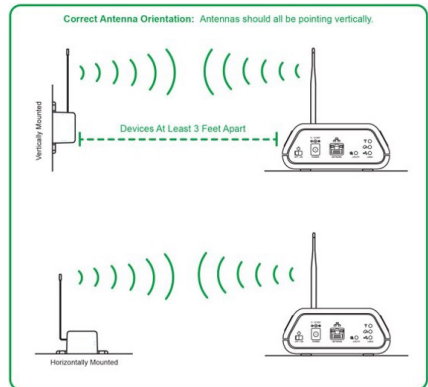 Correct Antenna Orientation: Antennas should all be pointing vertically.
Vertically Mounted
Devices At Least 3 Feet Apart
Horizontally Mounted